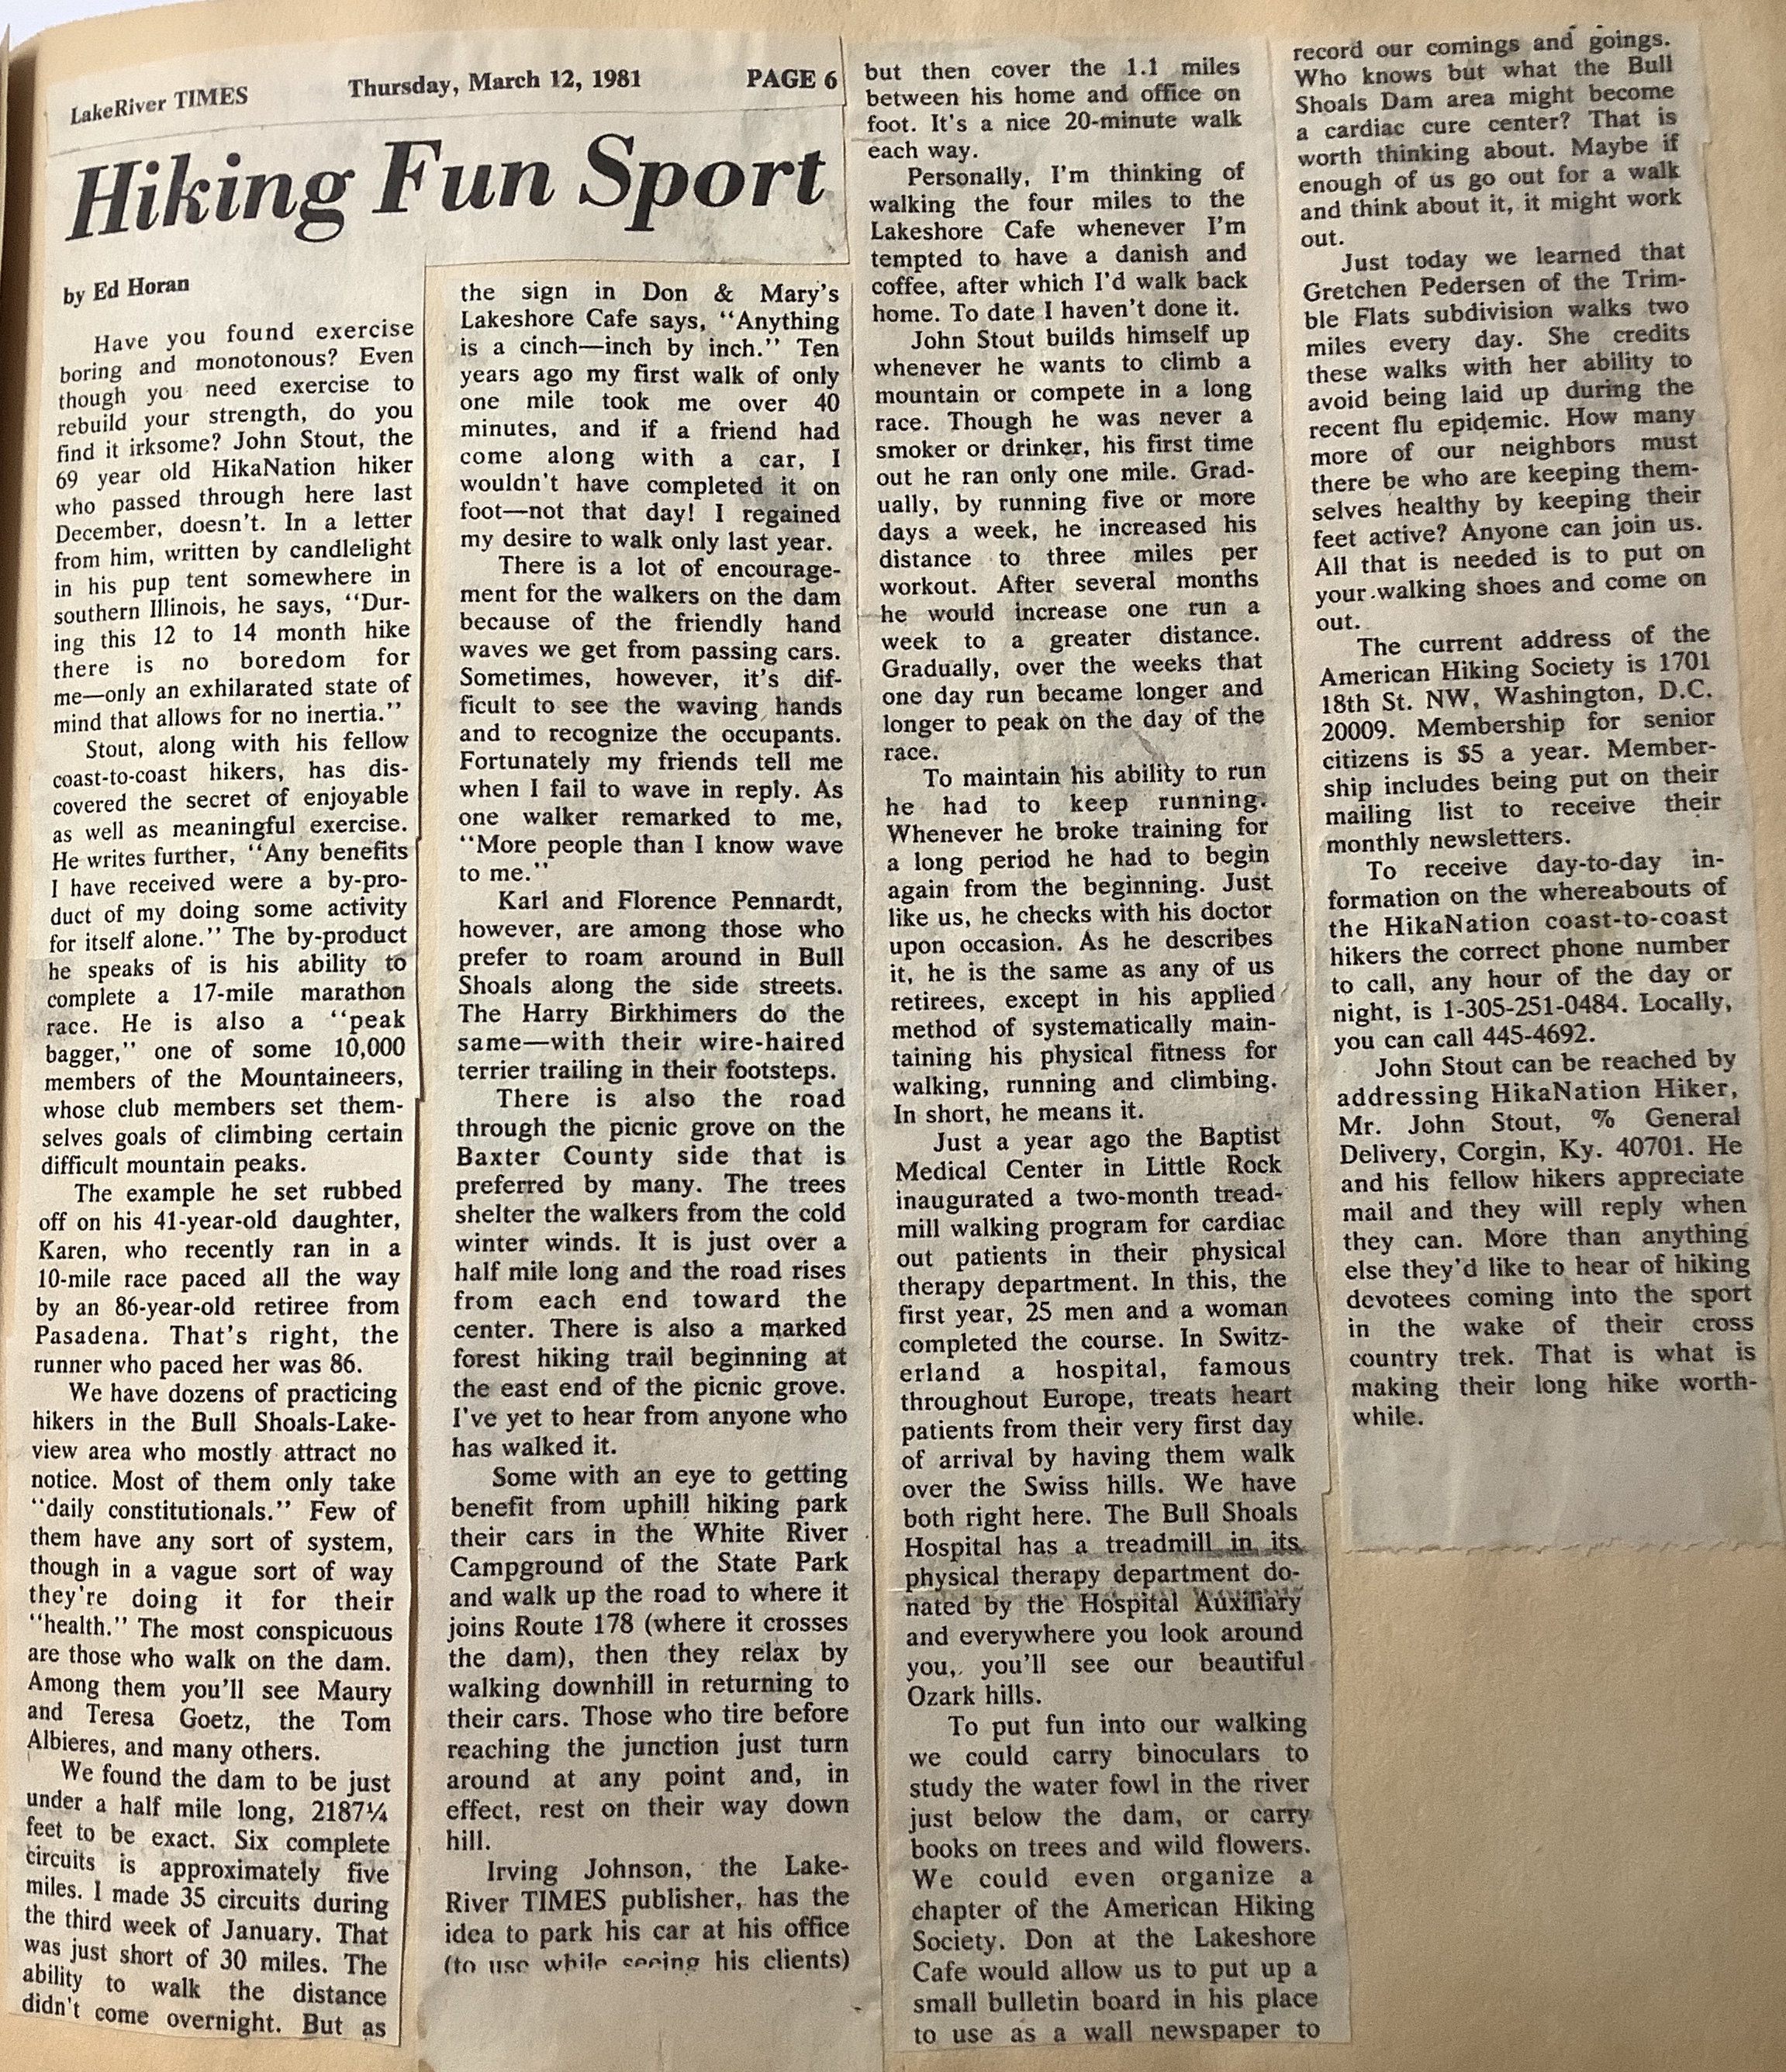 LakeRiver TIMES Thursday, March 12, 1981 PAGE 6
Hiking Fun Sport
by Ed Horan
Have you found exercise
boring and monotonous? Even
though you need exercise to
rebuild your strength, do you
find it irksome? John Stout, the
69 year old HikaNation hiker
who passed through here last
December, doesn't. In a letter
from him, written by candlelight
in his pup tent somewhere in
southern Illinois, he says, "Dur-
ing this 12 to 14 month hike
there is no boredom for
me—only an exhilarated state of
mind that allows for no inertia."
Stout, along with his fellow
coast-to-coast hikers, has dis-
covered the secret of enjoyable
as well as meaningful exercise.
He writes further, "Any benefits
I have received were a by-pro-
duct of my doing some activity
for itself alone." The by-product
he speaks of is his ability to
complete a 17-mile marathon
race. He is also a "peak
bagger," one of some 10,000
members of the Mountaineers,
whose club members set them-
selves goals of climbing certain
difficult mountain peaks.
The example he set rubbed
off on his 41-year-old daughter,
Karen, who recently ran in a
10-mile race paced all the way
by an 86-year-old retiree from
Pasadena. That's right, the
runner who paced her was 86.
We have dozens of practicing
hikers in the Bull Shoals-Lake-
view area who mostly attract no
notice. Most of them only take
"daily constitutionals." Few of
them have any sort of system,
though in a vague sort of way
they're doing it for their
"health." The most conspicuous
are those who walk on the dam.
Among them you'll see Maury
and Teresa Goetz, the Tom
Albieres, and many others.
We found the dam to be just
under a half mile long, 2187¼
feet to be exact. Six complete
circuits is approximately five
miles. I made 35 circuits during
the third week of January. That
was just short of 30 miles. The
ability to walk the distance
didn't come overnight. But as
the sign in Don & Mary's
Lakeshore Cafe says, "Anything
is a cinch—inch by inch." Ten
years ago my first walk of only
one mile took me over 40
minutes, and if a friend had
come along with a car, I
wouldn't have completed it on
foot—not that day! I regained
my desire to walk only last year.
There is a lot of encourage-
ment for the walkers on the dam
because of the friendly hand
waves we get from passing cars.
Sometimes, however, it's dif-
ficult to see the waving hands
and to recognize the occupants.
Fortunately my friends tell me
when I fail to wave in reply. As
one walker remarked to me,
"More people than I know wave
to me."
Karl and Florence Pennardt,
however, are among those who
prefer to roam around in Bull
Shoals along the side streets.
The Harry Birkhimers do the
same—with their wire-haired
terrier trailing in their footsteps.
There is also the road
through the picnic grove on the
Baxter County side that is
preferred by many. The trees
shelter the walkers from the cold
winter winds. It is just over a
half mile long and the road rises
from each end toward the
center. There is also a marked
forest hiking trail beginning at
the east end of the picnic grove.
I've yet to hear from anyone who
has walked it.
Some with an eye to getting
benefit from uphill hiking park
their cars in the White River
Campground of the State Park
and walk up the road to where it
joins Route 178 (where it crosses
the dam), then they relax by
walking downhill in returning to
their cars. Those who tire before
reaching the junction just turn
around at any point and, in
effect, rest on their way down
hill.
Irving Johnson, the Lake-
River TIMES publisher, has the
idea to park his car at his office
(to use while seeing his clients)
but then cover the 1.1 miles
between his home and office on
foot. It's a nice 20-minute walk
each way.
Personally, I'm thinking of
walking the four miles to the
Lakeshore Cafe whenever I'm
tempted to have a danish and
coffee, after which I'd walk back
home. To date I haven't done it.
John Stout builds himself up
whenever he wants to climb a
mountain or compete in a long
race. Though he was never a
smoker or drinker, his first time
out he ran only one mile. Grad-
ually, by running five or more
days a week, he increased his
distance to three miles per
workout. After several months
he would increase one run a
week to a greater distance.
Gradually, over the weeks that
one day run became longer and
longer to peak on the day of the
race.
To maintain his ability to run
he had to keep running.
Whenever he broke training for
a long period he had to begin
again from the beginning. Just
like us, he checks with his doctor
upon occasion. As he describes
it, he is the same as any of us
retirees, except in his applied
method of systematically main-
taining his physical fitness for
walking, running and climbing.
In short, he means it.
Just a year ago the Baptist
Medical Center in Little Rock
inaugurated a two-month tread-
mill walking program for cardiac
out patients in their physical
therapy department. In this, the
first year, 25 men and a woman
completed the course. In Switz-
erland a hospital, famous
throughout Europe, treats heart
patients from their very first day
of arrival by having them walk
over the Swiss hills. We have
both right here. The Bull Shoals
Hospital has a treadmill in its
physical therapy department do-
nated by the Hospital Auxiliary
and everywhere you look around
you, you'll see our beautiful
Ozark hills.
To put fun into our walking
we could carry binoculars to
study the water fowl in the river
just below the dam, or carry
books on trees and wild flowers.
We could even organize a
chapter of the American Hiking
Society. Don at the Lakeshore
Cafe would allow us to put up a
small bulletin board in his place
to use as a wall newspaper to
record our comings and goings.
Who knows but what the Bull
Shoals Dam area might become
a cardiac cure center? That is
worth thinking about. Maybe if
enough of us go out for a walk
and think about it, it might work
out.
Just today we learned that
Gretchen Pedersen of the Trim-
ble Flats subdivision walks two
miles every day. She credits
these walks with her ability to
avoid being laid up during the
recent flu epidemic. How many
more of our neighbors must
there be who are keeping them-
selves healthy by keeping their
feet active? Anyone can join us.
All that is needed is to put on
your walking shoes and come on
out.
The current address of the
American Hiking Society is 1701
18th St. NW, Washington, D.C.
20009. Membership for senior
citizens is $5 a year. Member-
ship includes being put on their
mailing list to receive their
monthly newsletters.
To receive day-to-day in-
formation on the whereabouts of
the HikaNation coast-to-coast
hikers the correct phone number
to call, any hour of the day or
night, is 1-305-251-0484. Locally,
you can call 445-4692.
John Stout can be reached by
addressing HikaNation Hiker,
Mr. John Stout, % General
Delivery, Corgin, Ky. 40701. He
and his fellow hikers appreciate
mail and they will reply when
they can. More than anything
else they'd like to hear of hiking
devotees coming into the sport
in the wake of their cross
country trek. That is what is
making their long hike worth-
while.